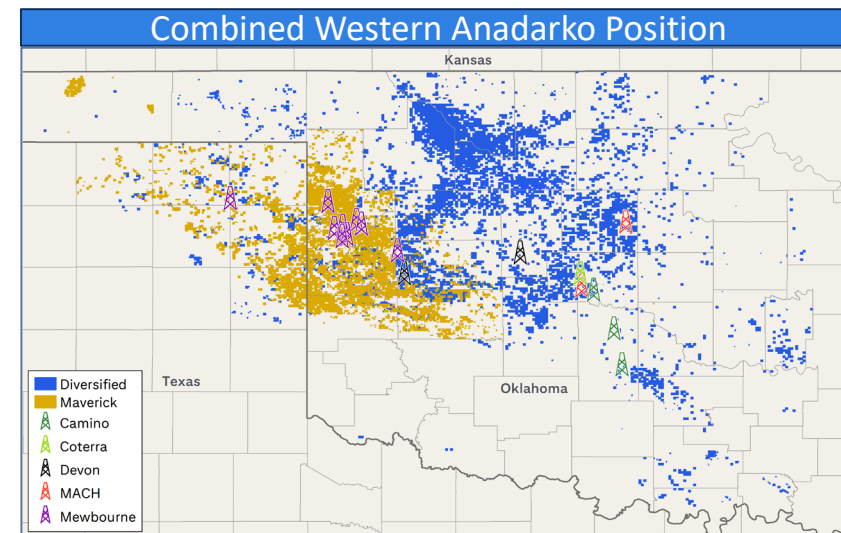 Combined Western Anadarko Position
Kansas
Texas
Oklahoma
Diversified
Maverick
Camino
Coterra
Devon
MACH
Mewbourne